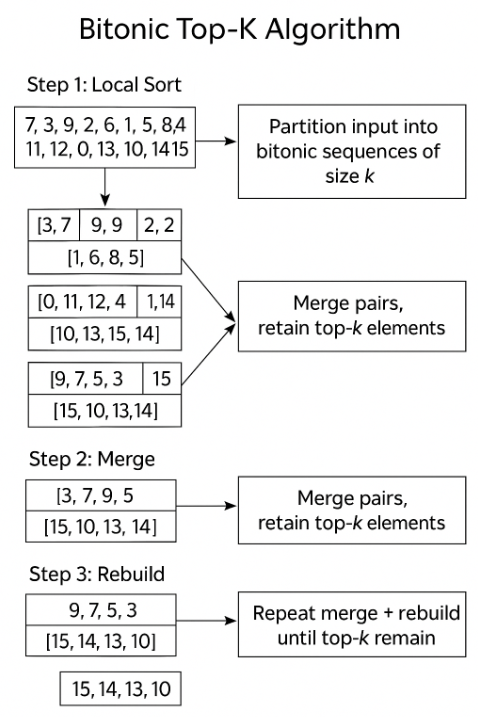 Bitonic Top-K Algorithm
Step 1: Local Sort
7, 3, 9, 2, 6, 1, 5, 8,4
11, 12, 0, 13, 10, 1415
Partition input into
bitonic sequences of
size k
[3, 7 9, 9 2, 2
[1, 6, 8, 5]
[0, 11, 12, 4 1,14
[10, 13, 15, 14]
Merge pairs,
retain top-k elements
[9, 7, 5, 3 15
[15, 10, 13,14]
Step 2: Merge
[3, 7, 9, 5
[15, 10, 13, 14]
Merge pairs,
retain top-k elements
Step 3: Rebuild
9, 7, 5, 3
[15, 14, 13, 10]
Repeat merge + rebuild
until top-k remain
15, 14, 13, 10